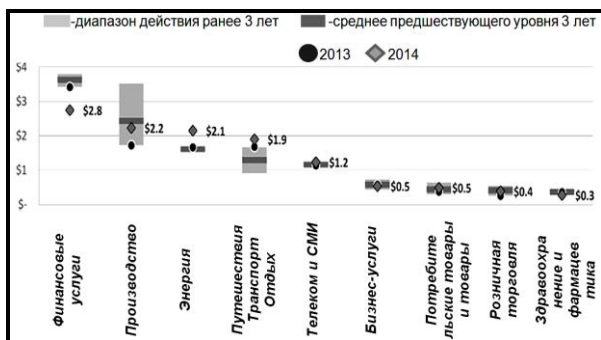 -диапазон действия ранее 3 лет -среднее предшествующего уровня 3 лет
2013 2014
$4
$3
$2
$1
$-
$2.8
$2.2
$2.1
$1.9
$1.2
$0.5
$0.5
$0.4
$0.3
Финансовые
услуги
Производство
Энергия
Путешествия
Транспорт
Отдых
Телеком и СМИ
Бизнес-услуги
Потребите
льские товары
и товары
Розничная
торговля
Здравоохра
нение и
фармацев
тика